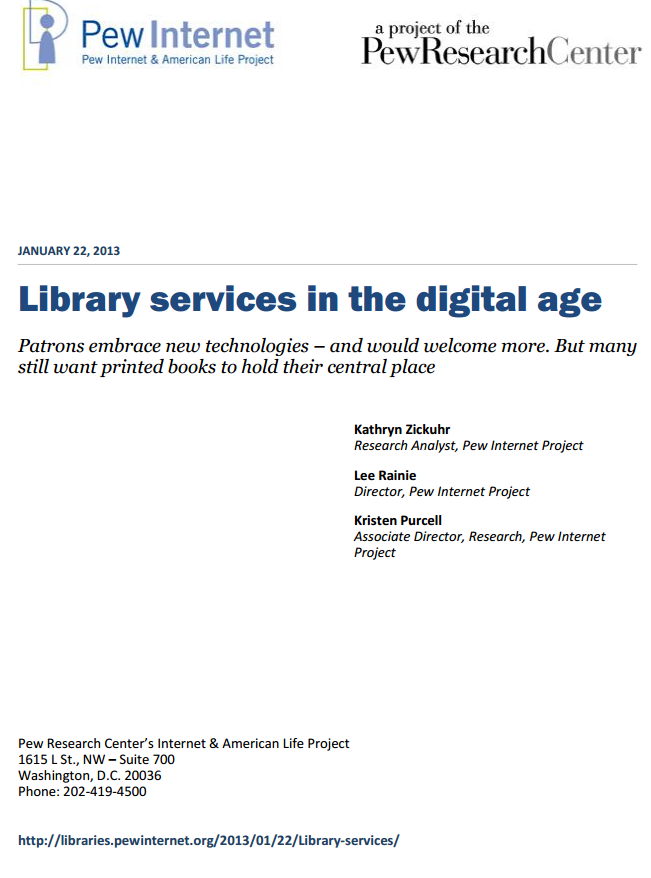 Pew Internet
Pew Internet & American Life Project
a project of the
PewResearchCenter
JANUARY 22, 2013
Library services in the digital age
Patrons embrace new technologies – and would welcome more. But many
still want printed books to hold their central place
Kathryn Zickuhr
Research Analyst, Pew Internet Project
Lee Rainie
Director, Pew Internet Project
Kristen Purcell
Associate Director, Research, Pew Internet
Project
Pew Research Center’s Internet & American Life Project
1615 L St., NW – Suite 700
Washington, D.C. 20036
Phone: 202-419-4500
http://libraries.pewinternet.org/2013/01/22/Library-services/